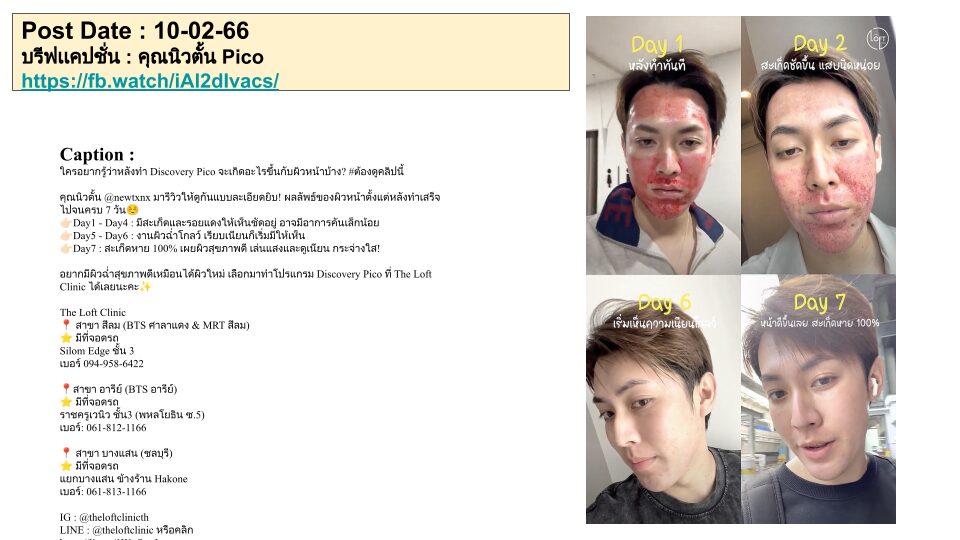 Post Date : 10-02-66
บรีฟแคปชั่น : คุณนิวตั้น Pico
https://fb.watch/iAl2dIvacs/
Caption :
ใครอยากรู้ว่าหลังทำ Discovery Pico จะเกิดอะไรขึ้นกับผิวหน้าบ้าง? #ต้องดูคลิปนี้
คุณนิวตั้น @newtxnx มารีวิวให้ดูกันแบบละเอียดยิบ! ผลลัพธ์ของผิวหน้าตั้งแต่หลังทำเสร็จ
ไปจนครบ 7 วัน☺️
👉🏻Day1 - Day4 : มีสะเก็ดและรอยแดงให้เห็นชัดอยู่ อาจมีอาการคันเล็กน้อย
👉🏻Day5 - Day6 : งานผิวฉ่ำโกลว์ เรียบเนียนก็เริ่มมีให้เห็น
👉🏻Day7 : สะเก็ดหาย 100% เผยผิวสุขภาพดี เล่นแสงและดูเนียน กระจ่างใส!
อยากมีผิวฉ่ำสุขภาพดีเหมือนได้ผิวใหม่ เลือกมาทำโปรแกรม Discovery Pico ที่ The Loft
Clinic ได้เลยนะคะ✨
The Loft Clinic
📍 สาขา สีลม (BTS ศาลาแดง & MRT สีลม)
⭐ มีที่จอดรถ
Silom Edge ชั้น 3
เบอร์ 094-958-6422
📍สาขา อารีย์ (BTS อารีย์)
⭐ มีที่จอดรถ
ราชครูเวนิว ชั้น3 (พหลโยธิน ซ.5)
เบอร์: 061-812-1166
📍 สาขา บางแสน (ชลบุรี)
⭐ มีที่จอดรถ
แยกบางแสน ข้างร้าน Hakone
เบอร์: 061-813-1166
IG : @theloftclinicth
LINE : @theloftclinic หรือคลิก
Day 1
หลังทำทันที
Day 2
สะเก็ดชัดขึ้น แสบนิดหน่อย
LOFT
Day 6
เริ่มเห็นความเนียนโกลว์
Day 7
หน้าดีขึ้นเลย สะเก็ดหาย 100%